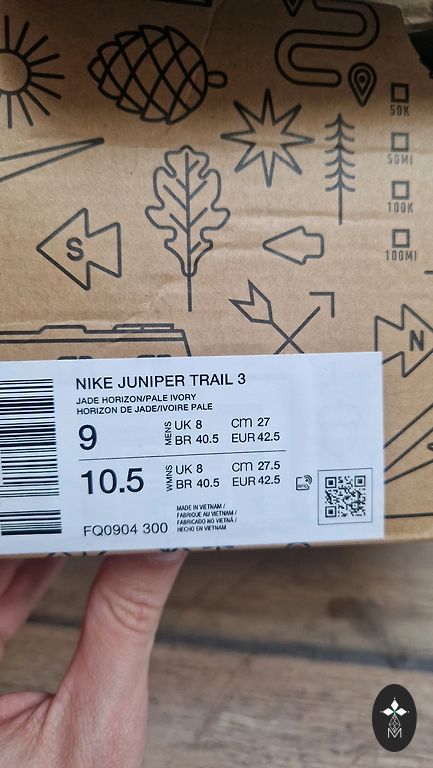 50K
50MI
100K
100MI
S
N
NIKE JUNIPER TRAIL 3
JADE HORIZON/PALE IVORY
HORIZON DE JADE/IVOIRE PALE
9 MENS UK 8 CM 27
BR 40.5 EUR 42.5
10.5 WMNS UK 8 CM 27.5
BR 40.5 EUR 42.5
RFID
MADE IN VIETNAM /
FABRIQUE AU VIETNAM /
FABRICADO NO VIETNÃ /
HECHO EN VIETNAM
FQ0904 300
M